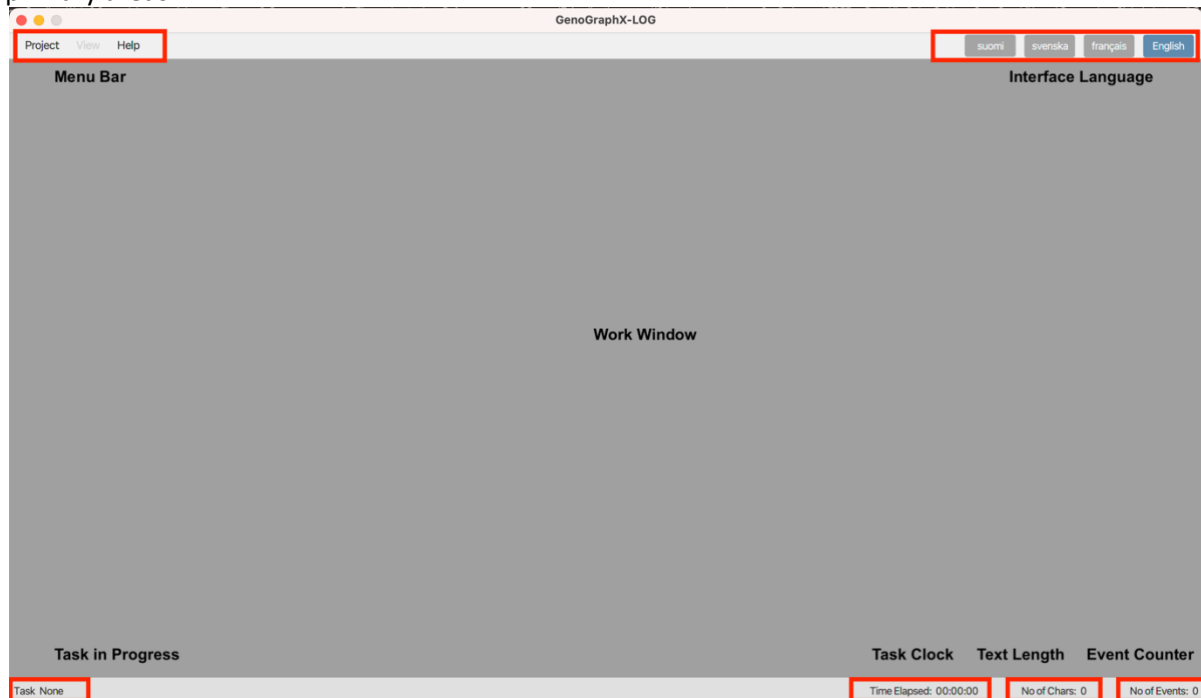 GenoGraphX-LOG
Project View Help suomi svenska français English
Menu Bar Interface Language
Work Window
Task in Progress Task Clock Text Length Event Counter
Task None Time Elapsed: 00:00:00 No of Chars: 0 No of Events: 0